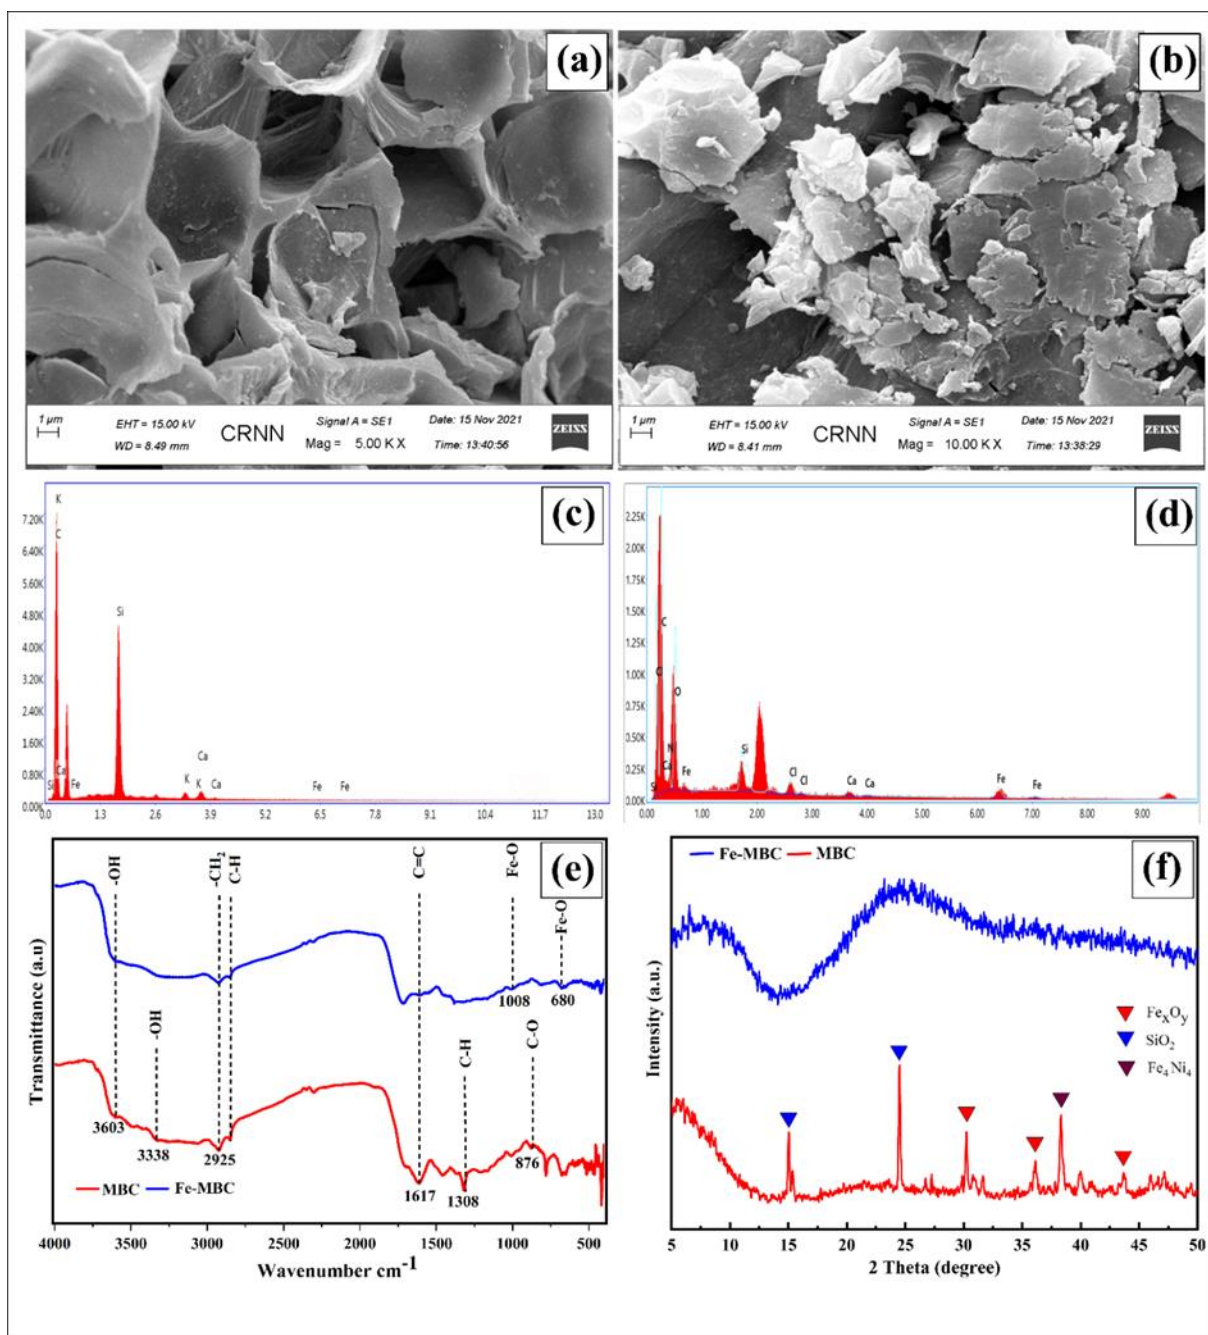 (a)
1 µm
EHT = 15.00 kV
WD = 8.49 mm
CRNN
Signal A = SE1
Mag = 5.00 K X
Date: 15 Nov 2021
Time: 13:40:56
ZEISS
(b)
1 µm
EHT = 15.00 kV
WD = 8.41 mm
CRNN
Signal A = SE1
Mag = 10.00 K X
Date: 15 Nov 2021
Time: 13:38:29
ZEISS
(c)
7.20K
6.40K
5.60K
4.80K
4.00K
3.20K
2.40K
1.60K
0.80K
0.00K
K
C
Si
Ca
Si
Ca
Fe
K
K
Ca
Fe
Fe
0.0
1.3
2.6
3.9
5.2
6.5
7.8
9.1
10.4
11.7
13.0
(d)
2.25K
2.00K
1.75K
1.50K
1.25K
1.00K
0.75K
0.50K
0.25K
0.00K
C
O
N
Si
Ca
Fe
Cl
Cl
Ca
Ca
Fe
Fe
0.00
1.00
2.00
3.00
4.00
5.00
6.00
7.00
8.00
9.00
(e)
-OH
-CH2
C-H
C=C
Fe-O
Fe-O
1008
680
-OH
C-H
C-O
3603
3338
2925
1617
1308
876
MBC
Fe-MBC
Transmittance (a.u)
4000
3500
3000
2500
2000
1500
1000
500
Wavenumber cm-1
(f)
Fe-MBC
MBC
FexOy
SiO2
Fe4Ni4
Intensity (a.u.)
5
10
15
20
25
30
35
40
45
50
2 Theta (degree)